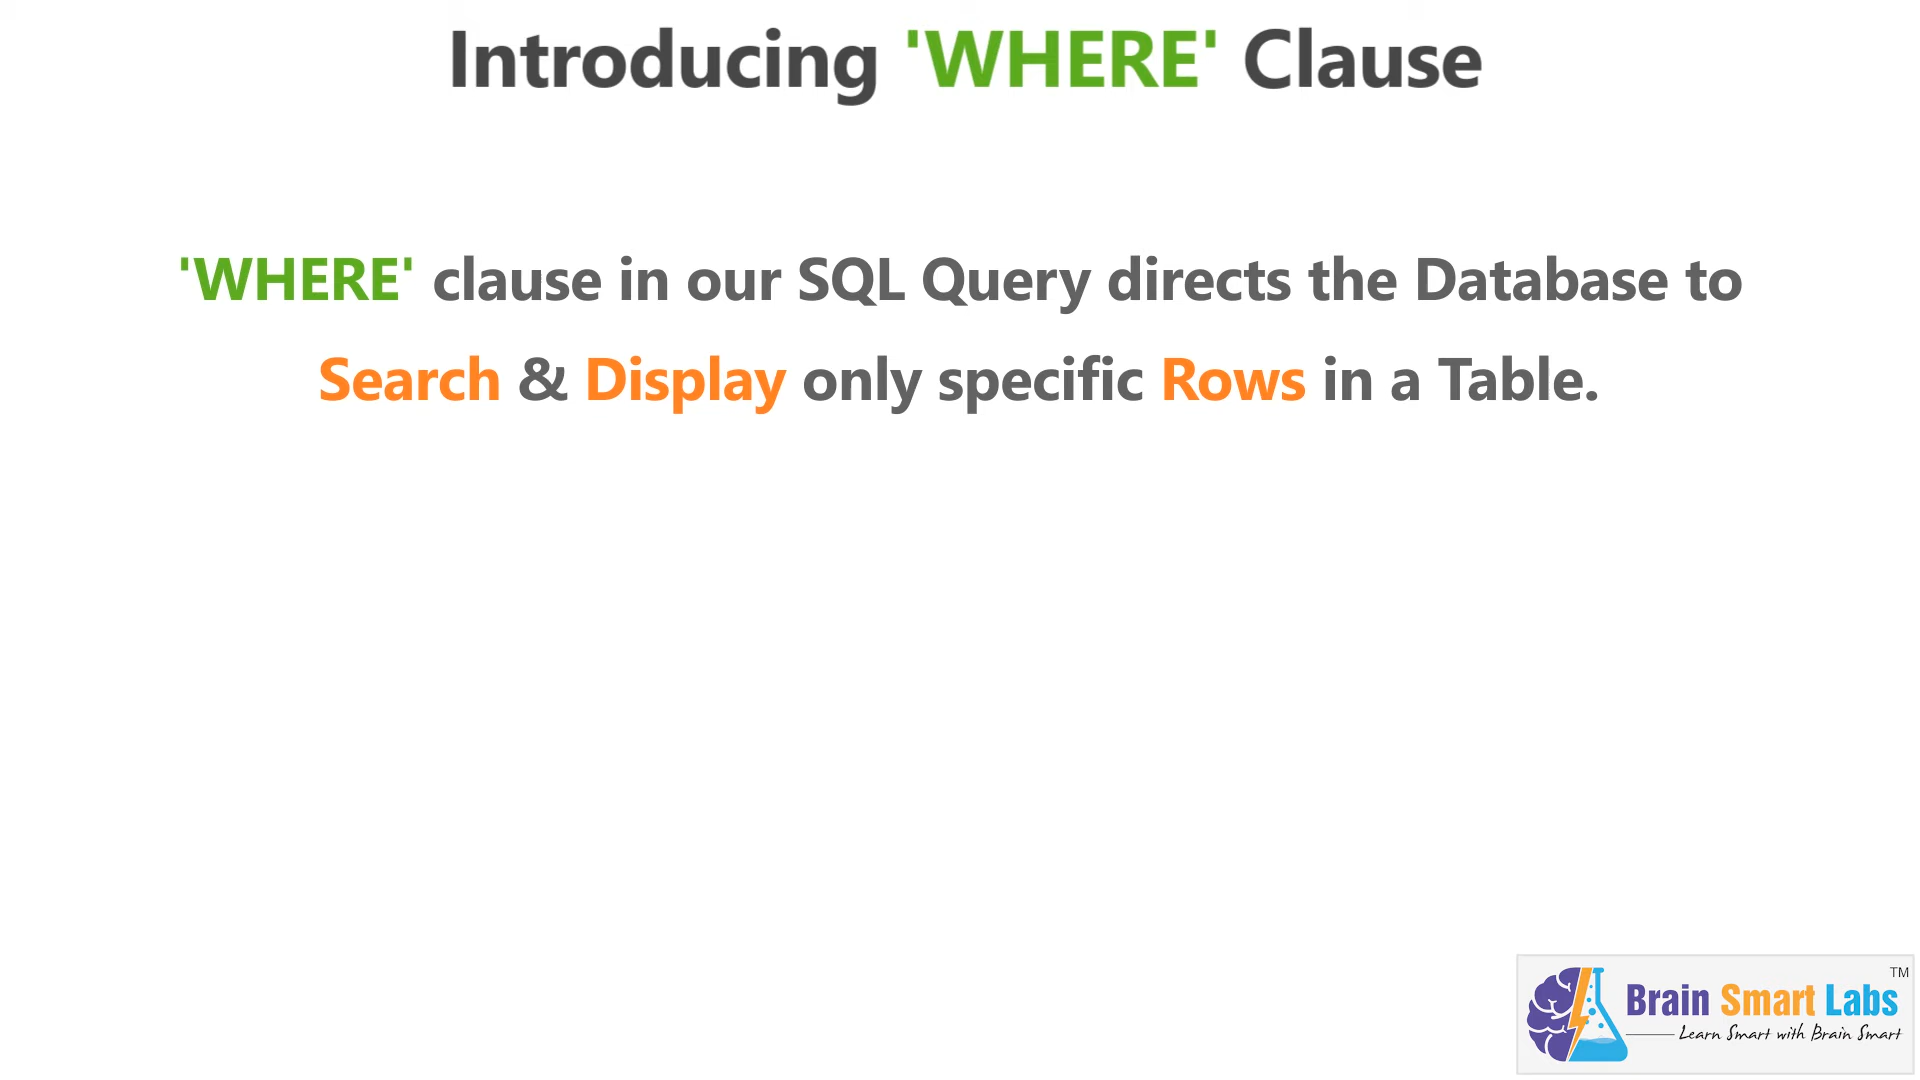 Introducing 'WHERE' Clause
'WHERE' clause in our SQL Query directs the Database to
Search & Display only specific Rows in a Table.
TM
Brain Smart Labs
Learn Smart with Brain Smart